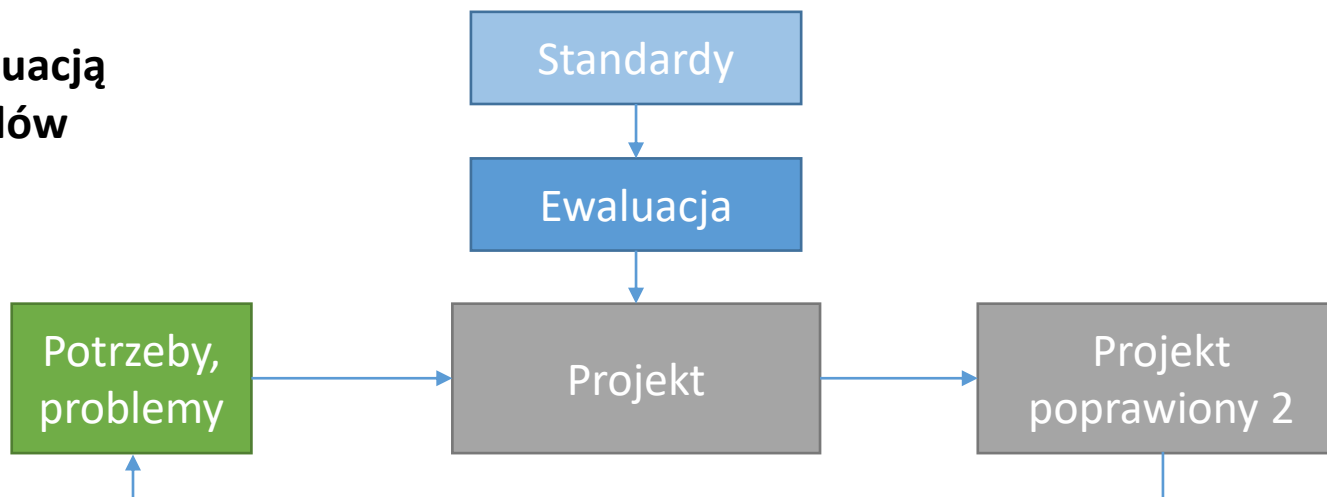 uacją
lów
Standardy
Ewaluacja
Potrzeby,
problemy
Projekt
Projekt
poprawiony 2